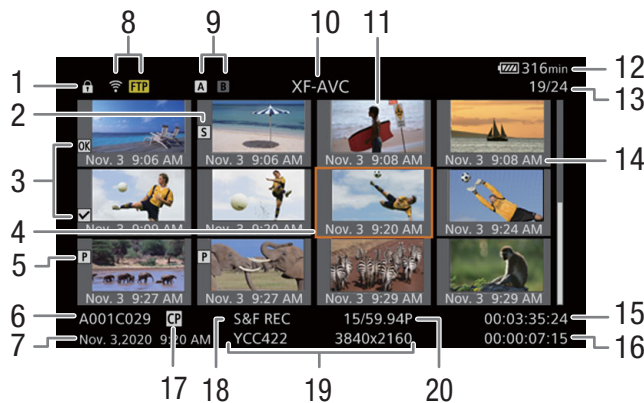 8 9 10 11
316min 12
1 FTP A B XF-AVC 19/24 13
2 S
3 OK Nov. 3 9:06 AM Nov. 3 9:06 AM Nov. 3 9:08 AM Nov. 3 9:08 AM 14
4 Nov. 3 9:20 AM Nov. 3 9:24 AM
5 P P
Nov. 3 9:27 AM Nov. 3 9:27 AM Nov. 3 9:29 AM Nov. 3 9:29 AM
6 A001C029 CP S&F REC 15/59.94P 00:03:35:24 15
7 Nov. 3,2020 9:20 AM YCC422 3840x2160 00:00:07:15 16
17 18 19 20